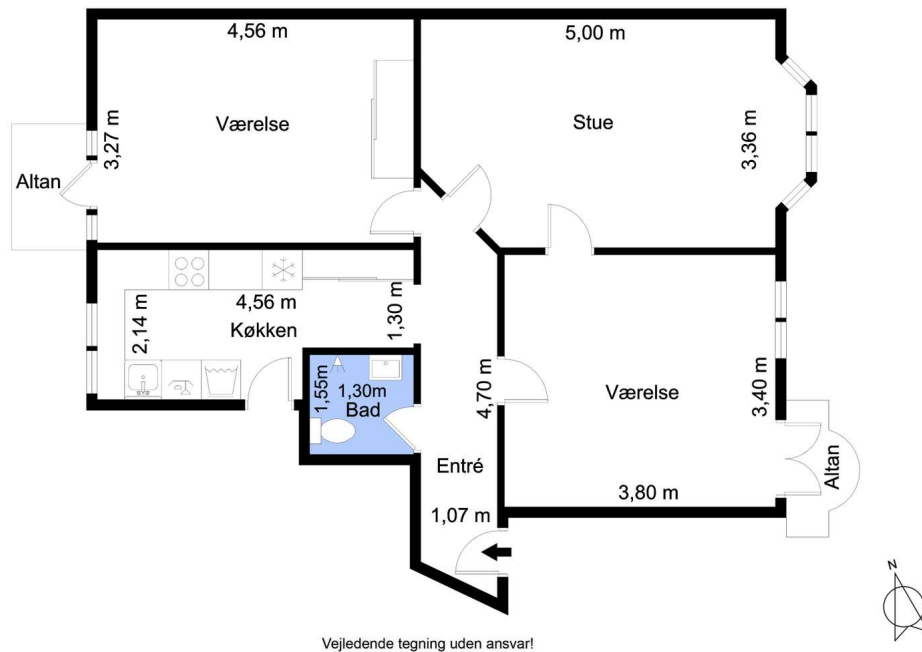 4,56 m
5,00 m
Værelse
3,27 m
Stue
3,36 m
Altan
4,56 m
Køkken
2,14 m
1,30 m
1,55m
1,30m
Bad
4,70 m
Værelse
3,40 m
Entré
Altan
3,80 m
1,07 m
N
Vejledende tegning uden ansvar!